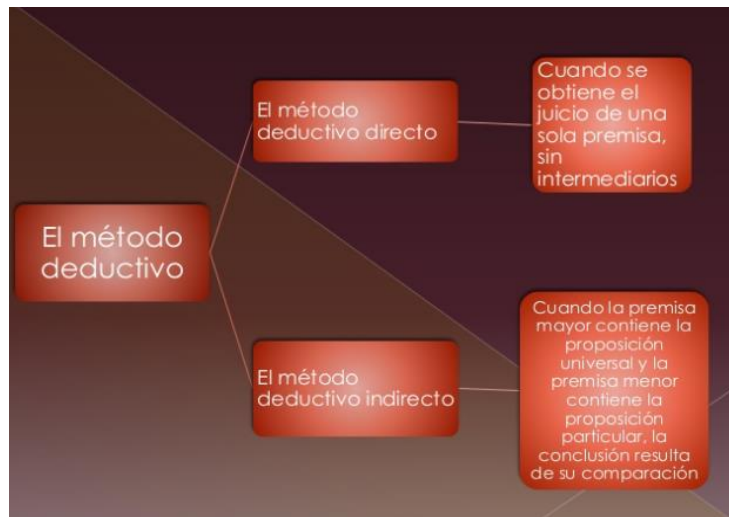 El método
deductivo
El método
deductivo directo
Cuando se
obtiene el
juicio de una
sola premisa,
sin
intermediarios
El método
deductivo indirecto
Cuando la premisa
mayor contiene la
proposición
universal y la
premisa menor
contiene la
proposición
particular, la
conclusión resulta
de su comparación